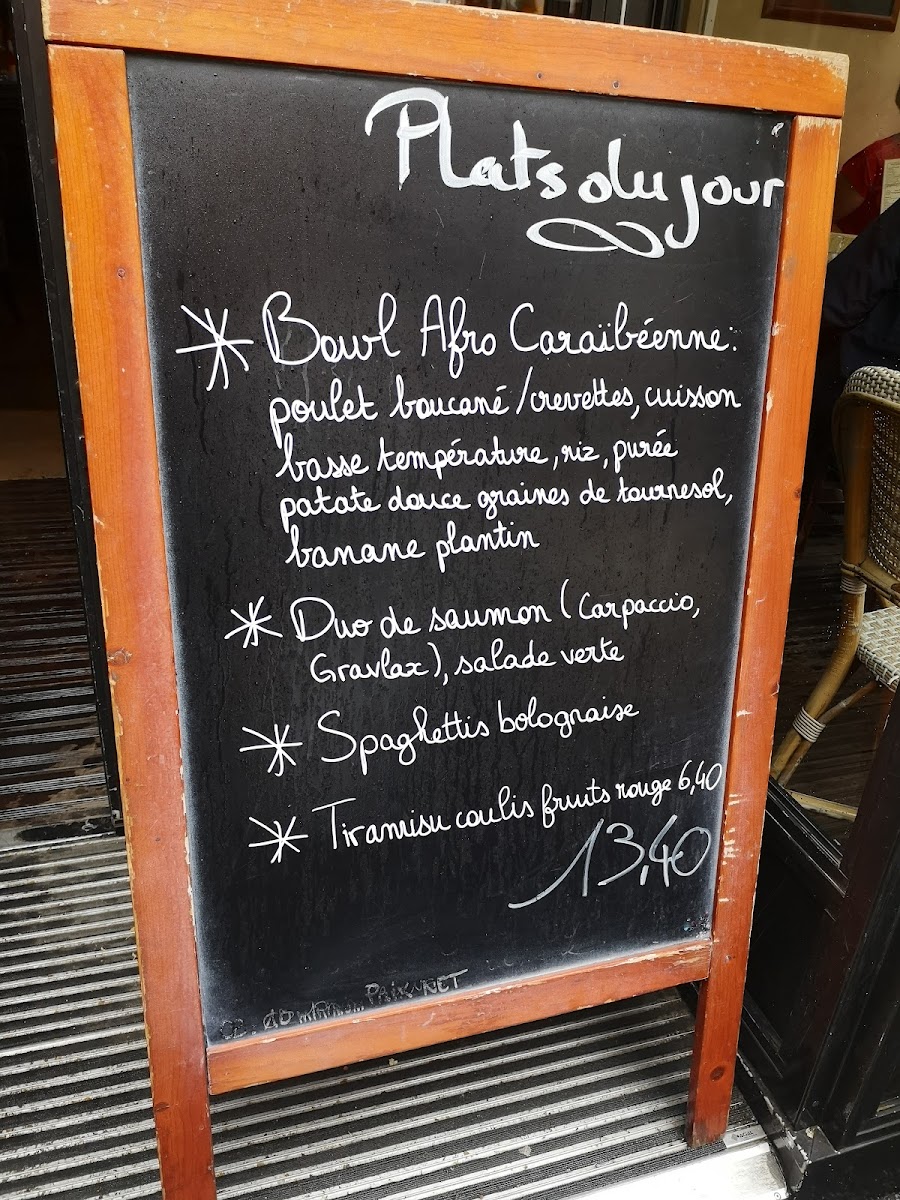 Plats du jour
Bowl Afro Caraïbéenne:
poulet boucané/crevettes, cuisson
basse température, riz, purée
patate douce graines de tournesol,
banane plantin
Duo de saumon (Carpaccio,
Gravlax), salade verte
Spaghettis bolognaise
Tiramisu coulis fruits rouge 6,40
13,40
PRIX NET